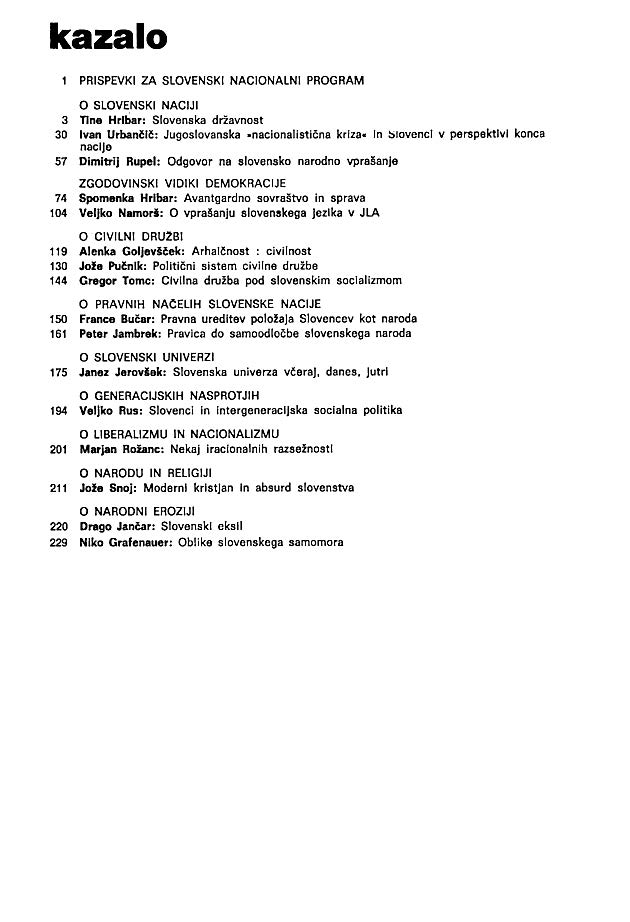 kazalo
1 PRISPEVKI ZA SLOVENSKI NACIONALNI PROGRAM
O SLOVENSKI NACIJI
3 Tine Hribar: Slovenska državnost
30 Ivan Urbančič: Jugoslovanska »nacionalistična kriza« in Slovenci v perspektivi konca
nacije
57 Dimitrij Rupel: Odgovor na slovensko narodno vprašanje
ZGODOVINSKI VIDIKI DEMOKRACIJE
74 Spomenka Hribar: Avantgardno sovraštvo in sprava
104 Veljko Namorš: O vprašanju slovenskega jezika v JLA
O CIVILNI DRUŽBI
119 Alenka Goljevšček: Arhaičnost : civilnost
130 Jože Pučnik: Politični sistem civilne družbe
144 Gregor Tomc: Civilna družba pod slovenskim socializmom
O PRAVNIH NAČELIH SLOVENSKE NACIJE
150 France Bučar: Pravna ureditev položaja Slovencev kot naroda
161 Peter Jambrek: Pravica do samoodločbe slovenskega naroda
O SLOVENSKI UNIVERZI
175 Janez Jerovšek: Slovenska univerza včeraj, danes, jutri
O GENERACIJSKIH NASPROTJIH
194 Veljko Rus: Slovenci in intergeneracijska socialna politika
O LIBERALIZMU IN NACIONALIZMU
201 Marjan Rožanc: Nekaj iracionalnih razsežnosti
O NARODU IN RELIGIJI
211 Jože Snoj: Moderni kristjan in absurd slovenstva
O NARODNI EROZIJI
220 Drago Jančar: Slovenski eksil
229 Niko Grafenauer: Oblike slovenskega samomora